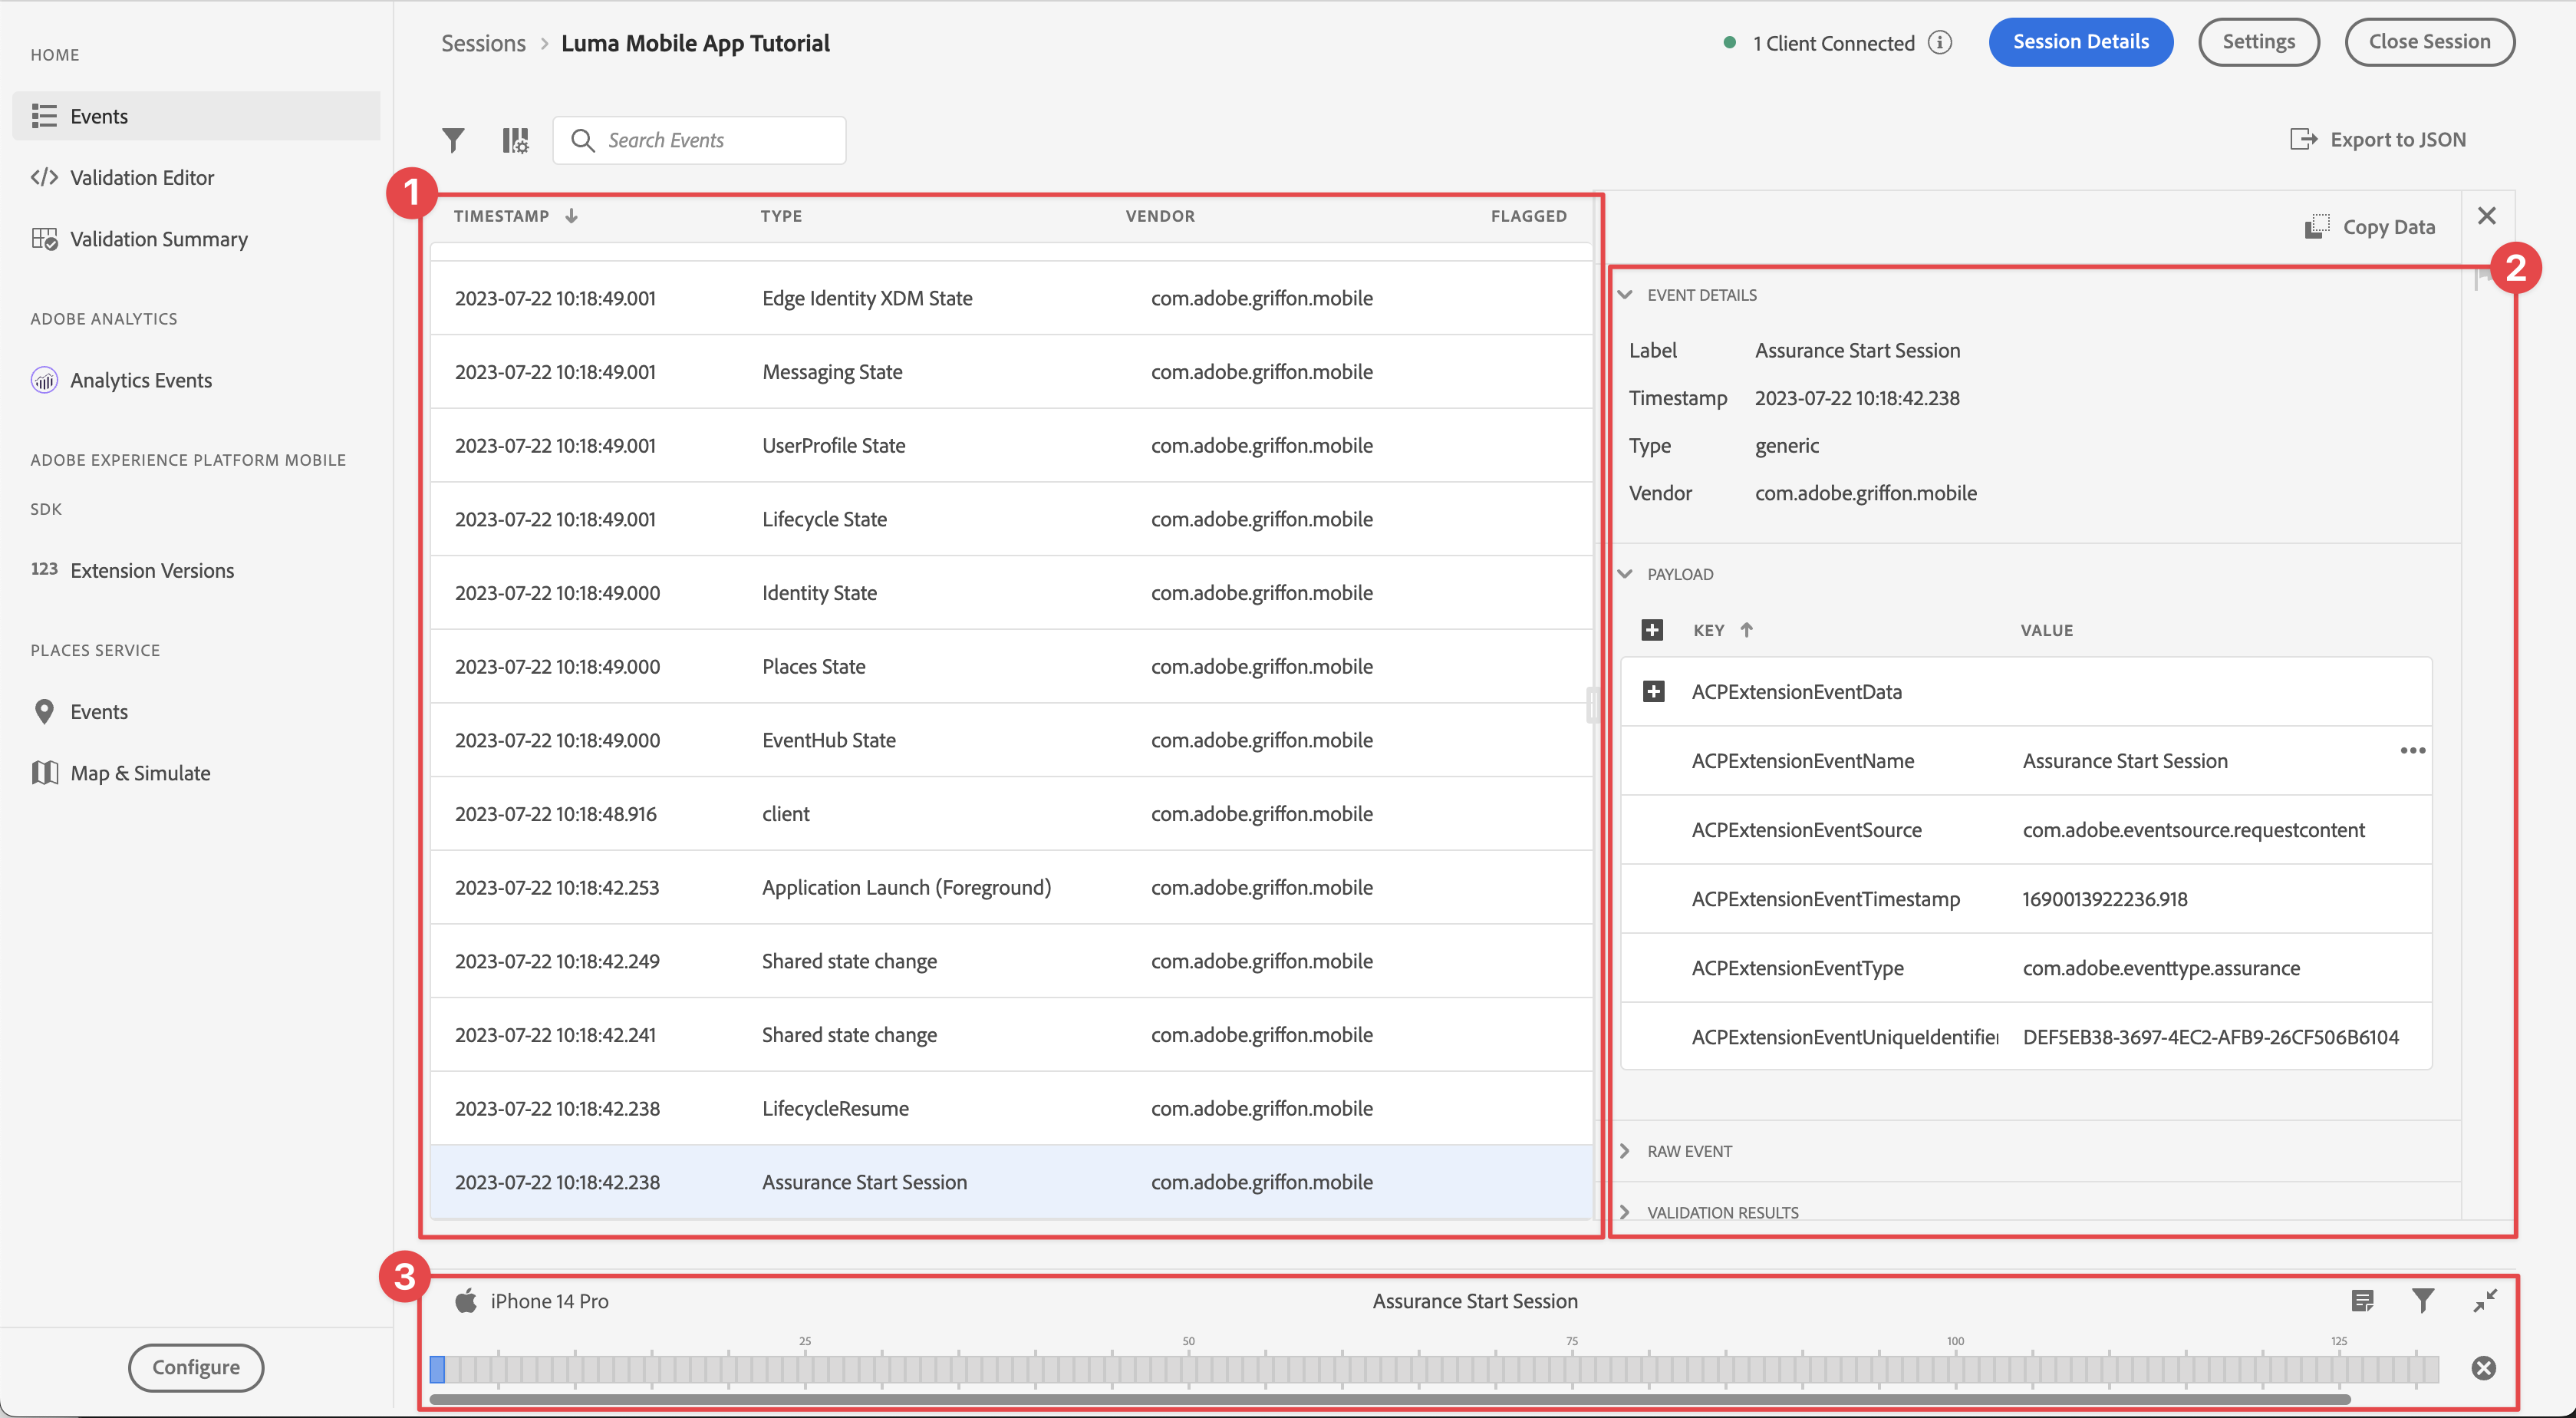 HOME
Events
Validation Editor
Validation Summary
ADOBE ANALYTICS
Analytics Events
ADOBE EXPERIENCE PLATFORM MOBILE
SDK
123 Extension Versions
PLACES SERVICE
Events
Map & Simulate
Configure
Sessions > Luma Mobile App Tutorial
1 Client Connected
Session Details
Settings
Close Session
Search Events
Export to JSON
1
TIMESTAMP TYPE VENDOR FLAGGED
2023-07-22 10:18:49.001 Edge Identity XDM State com.adobe.griffon.mobile
2023-07-22 10:18:49.001 Messaging State com.adobe.griffon.mobile
2023-07-22 10:18:49.001 UserProfile State com.adobe.griffon.mobile
2023-07-22 10:18:49.001 Lifecycle State com.adobe.griffon.mobile
2023-07-22 10:18:49.000 Identity State com.adobe.griffon.mobile
2023-07-22 10:18:49.000 Places State com.adobe.griffon.mobile
2023-07-22 10:18:49.000 EventHub State com.adobe.griffon.mobile
2023-07-22 10:18:48.916 client com.adobe.griffon.mobile
2023-07-22 10:18:42.253 Application Launch (Foreground) com.adobe.griffon.mobile
2023-07-22 10:18:42.249 Shared state change com.adobe.griffon.mobile
2023-07-22 10:18:42.241 Shared state change com.adobe.griffon.mobile
2023-07-22 10:18:42.238 LifecycleResume com.adobe.griffon.mobile
2023-07-22 10:18:42.238 Assurance Start Session com.adobe.griffon.mobile
Copy Data
2
EVENT DETAILS
Label Assurance Start Session
Timestamp 2023-07-22 10:18:42.238
Type generic
Vendor com.adobe.griffon.mobile
PAYLOAD
KEY VALUE
ACPExtensionEventData
ACPExtensionEventName Assurance Start Session
ACPExtensionEventSource com.adobe.eventsource.requestcontent
ACPExtensionEventTimestamp 1690013922236.918
ACPExtensionEventType com.adobe.eventtype.assurance
ACPExtensionEventUniqueIdentifier DEF5EB38-3697-4EC2-AFB9-26CF506B6104
RAW EVENT
VALIDATION RESULTS
3
iPhone 14 Pro
Assurance Start Session
25 50 75 100 125